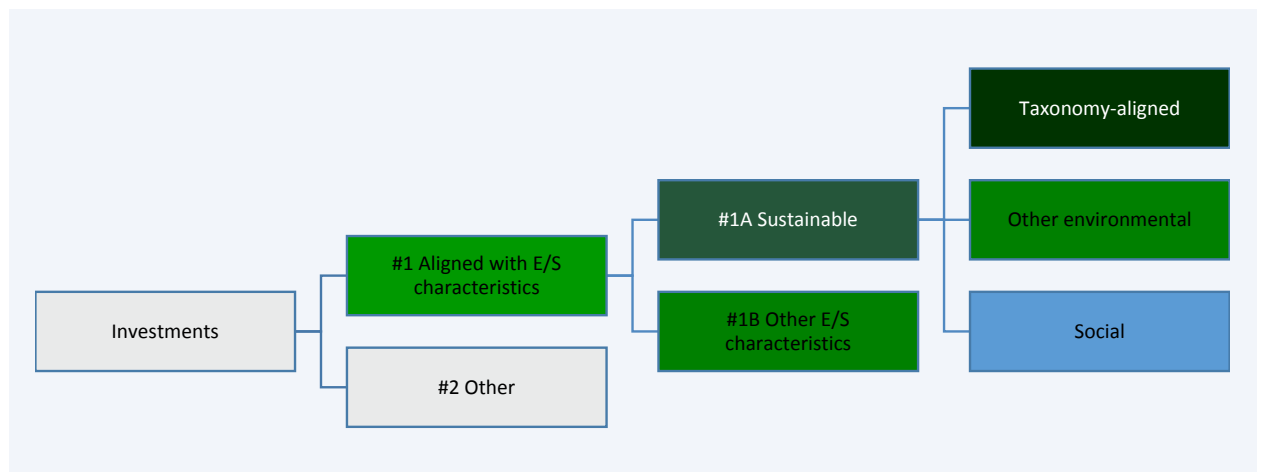 Investments
#1 Aligned with E/S
characteristics
#2 Other
#1A Sustainable
#1B Other E/S
characteristics
Taxonomy-aligned
Other environmental
Social